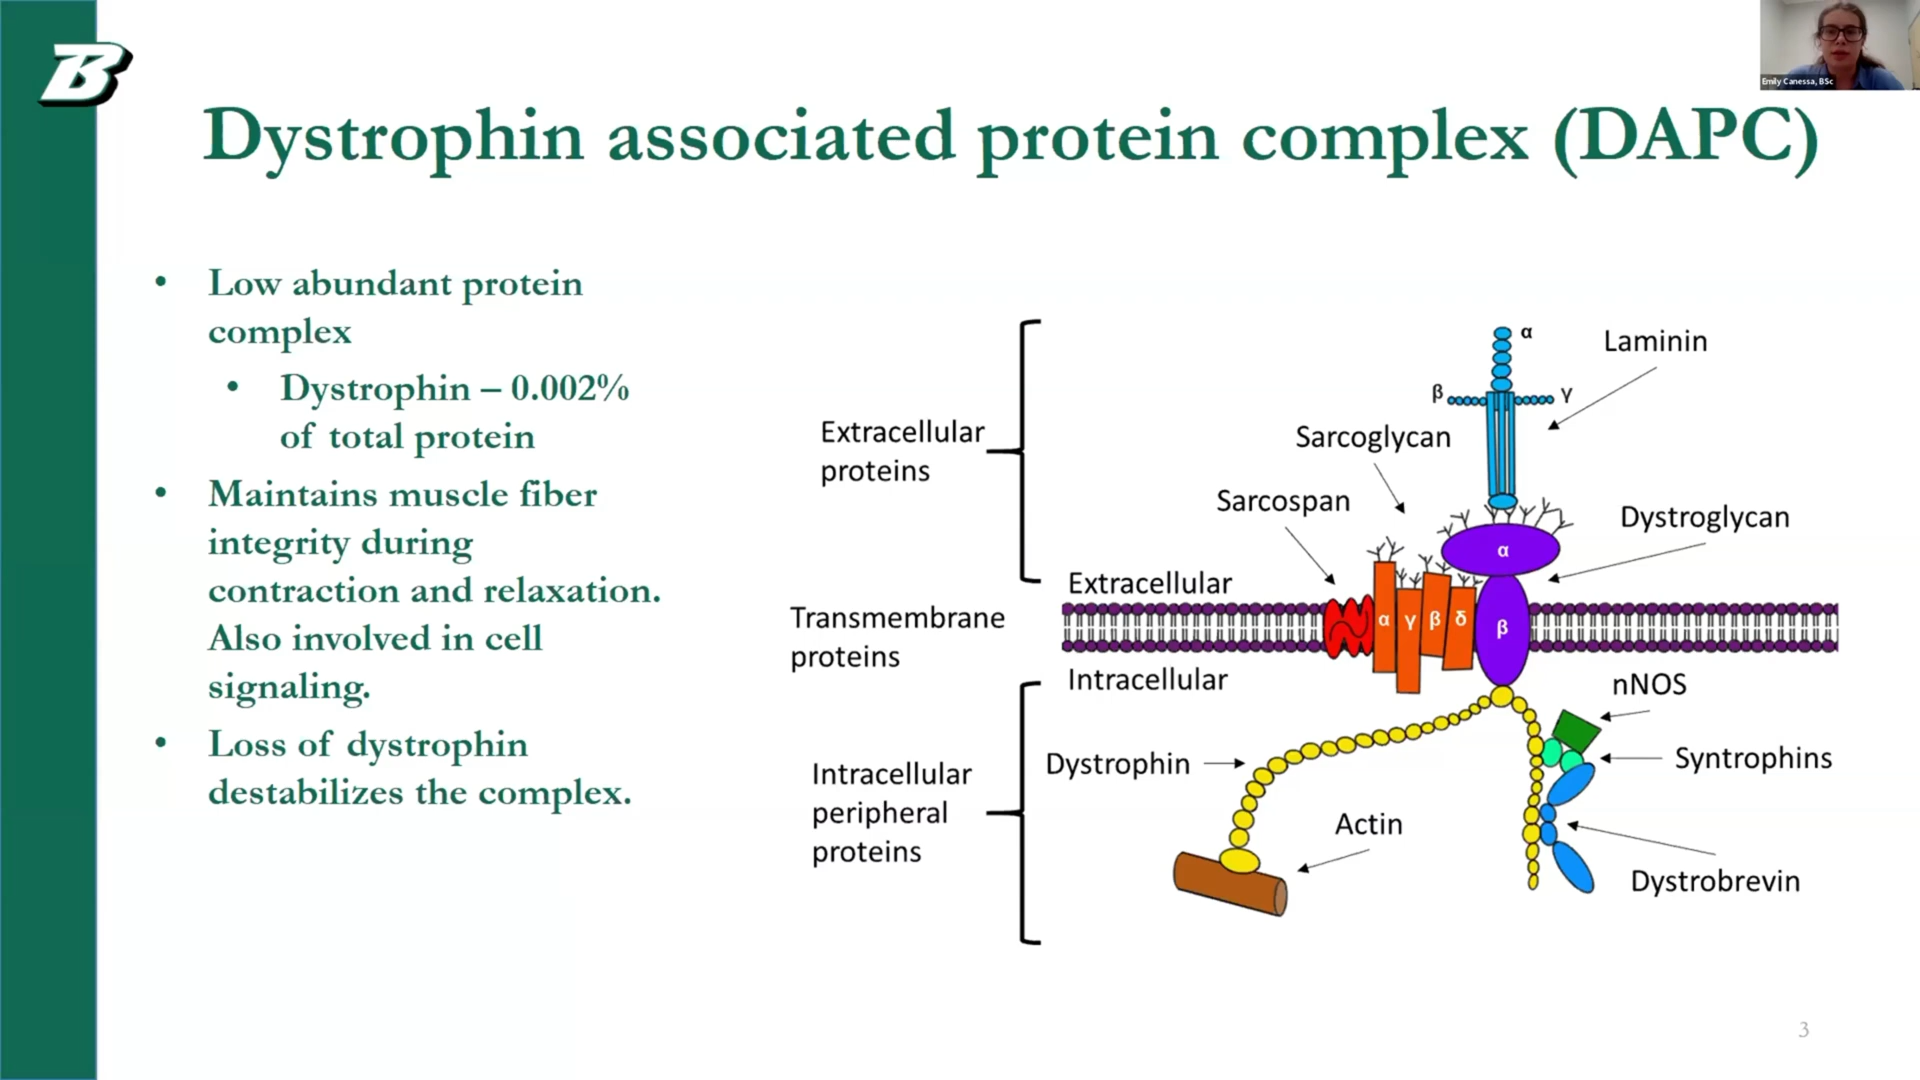 B
Emily Canessa, BSc
Dystrophin associated protein complex (DAPC)
• Low abundant protein
complex
• Dystrophin – 0.002%
of total protein
• Maintains muscle fiber
integrity during
contraction and relaxation.
Also involved in cell
signaling.
• Loss of dystrophin
destabilizes the complex.
Extracellular
proteins
Transmembrane
proteins
Intracellular
peripheral
proteins
α
Laminin
β
γ
Sarcoglycan
Sarcospan
Dystroglycan
α
Extracellular
α
γ
β
δ
β
Intracellular
nNOS
Dystrophin
Syntrophins
Actin
Dystrobrevin
3